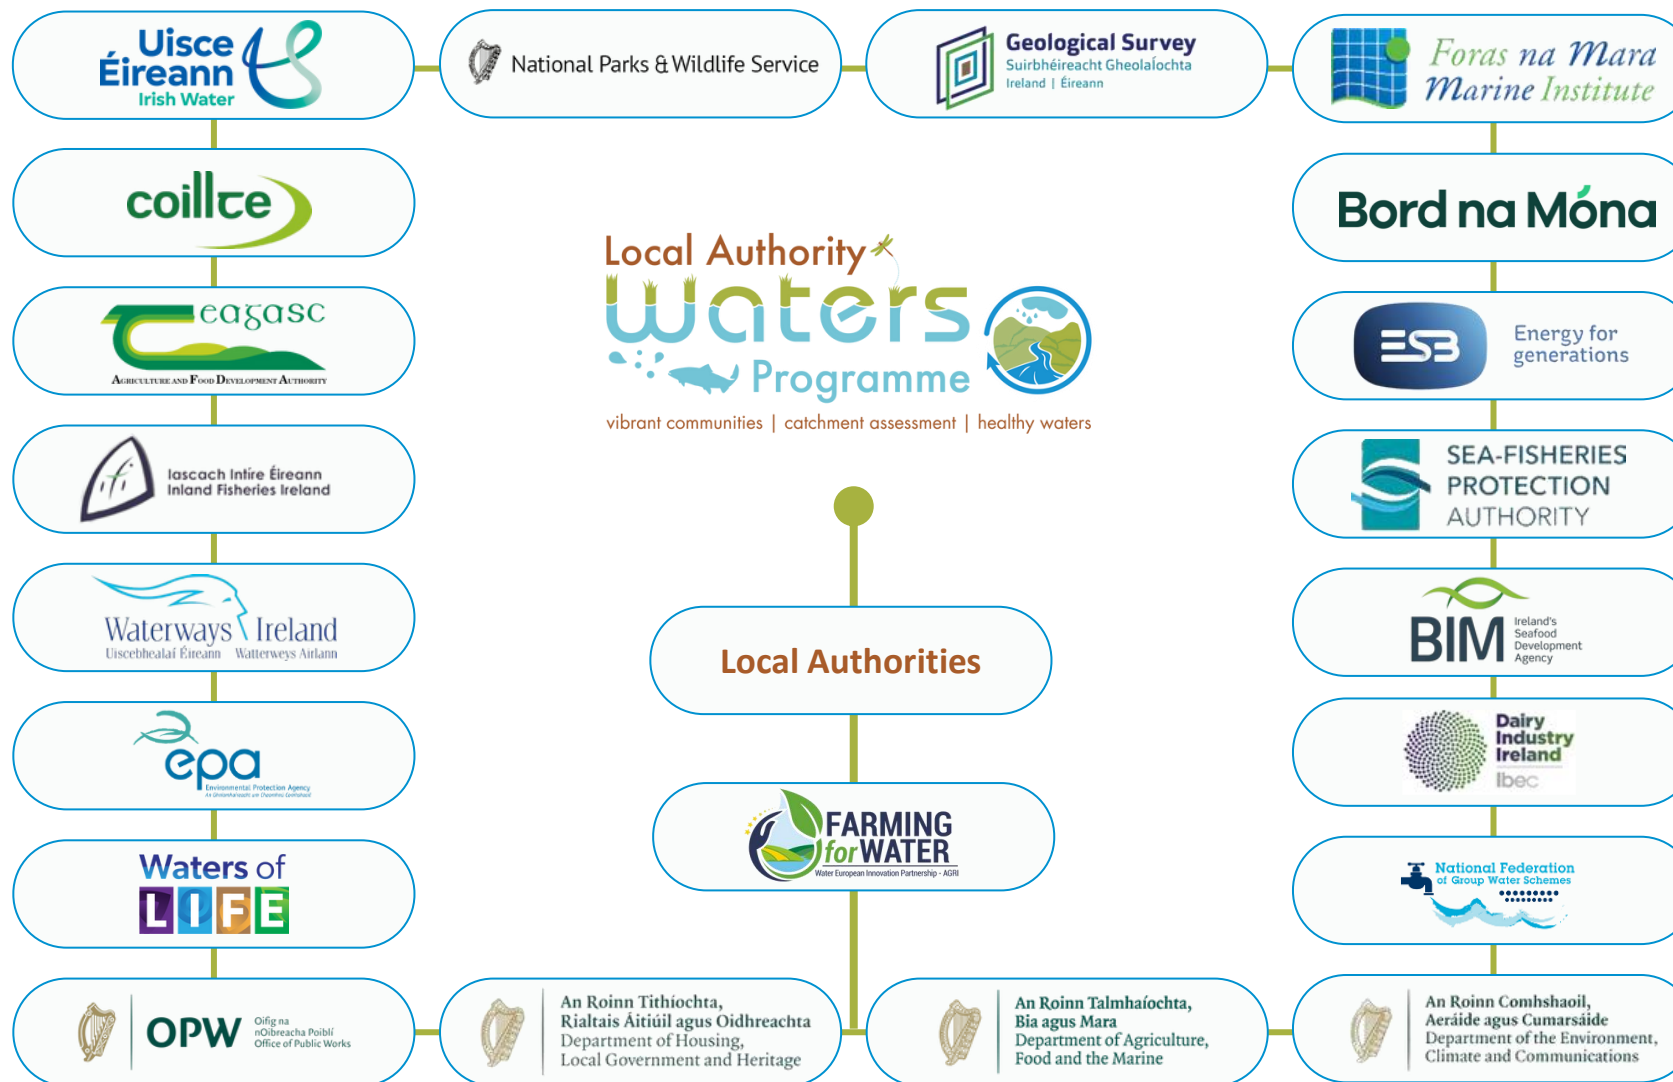 Uisce
Éireann
Irish Water
National Parks & Wildlife Service
Geological Survey
Suirbhéireacht Gheolaíochta
Ireland | Éireann
Foras na Mara
Marine Institute
coillte
Bord na Móna
Local Authority
waters
Programme
vibrant communities | catchment assessment | healthy waters
Teagasc
AGRICULTURE AND FOOD DEVELOPMENT AUTHORITY
ESB
Energy for
generations
ifi
Iascach Intíre Éireann
Inland Fisheries Ireland
SEA-FISHERIES
PROTECTION
AUTHORITY
Waterways Ireland
Uiscebhealaí Éireann Watterweys Airlann
Local Authorities
BIM
Ireland's
Seafood
Development
Agency
epa
Environmental Protection Agency
An Ghníomhaireacht um Chaomhnú Comhshaoil
Dairy
Industry
Ireland
Ibec
FARMING
for WATER
Water European Innovation Partnership - AGRI
Waters of
LIFE
National Federation
of Group Water Schemes
OPW
Oifig na
nOibreacha Poiblí
Office of Public Works
An Roinn Tithíochta,
Rialtais Áitiúil agus Oidhreachta
Department of Housing,
Local Government and Heritage
An Roinn Talmhaíochta,
Bia agus Mara
Department of Agriculture,
Food and the Marine
An Roinn Comhshaoil,
Aeráide agus Cumarsáide
Department of the Environment,
Climate and Communications